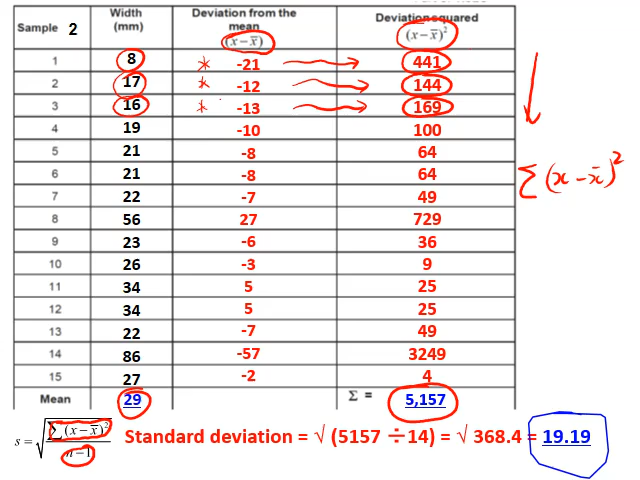 Sample 2 Width (mm) Deviation from the mean (x − x̄) Deviation squared (x − x̄)²
1 8 * -21 441
2 17 * -12 144
3 16 * -13 169
4 19 -10 100
5 21 -8 64
6 21 -8 64
7 22 -7 49
8 56 27 729
9 23 -6 36
10 26 -3 9
11 34 5 25
12 34 5 25
13 22 -7 49
14 86 -57 3249
15 27 -2 4
Mean 29 Σ = 5,157
Σ (x − x̄)²
s = √ Σ (x − x̄)² / n − 1 Standard deviation = √ (5157 ÷ 14) = √ 368.4 = 19.19